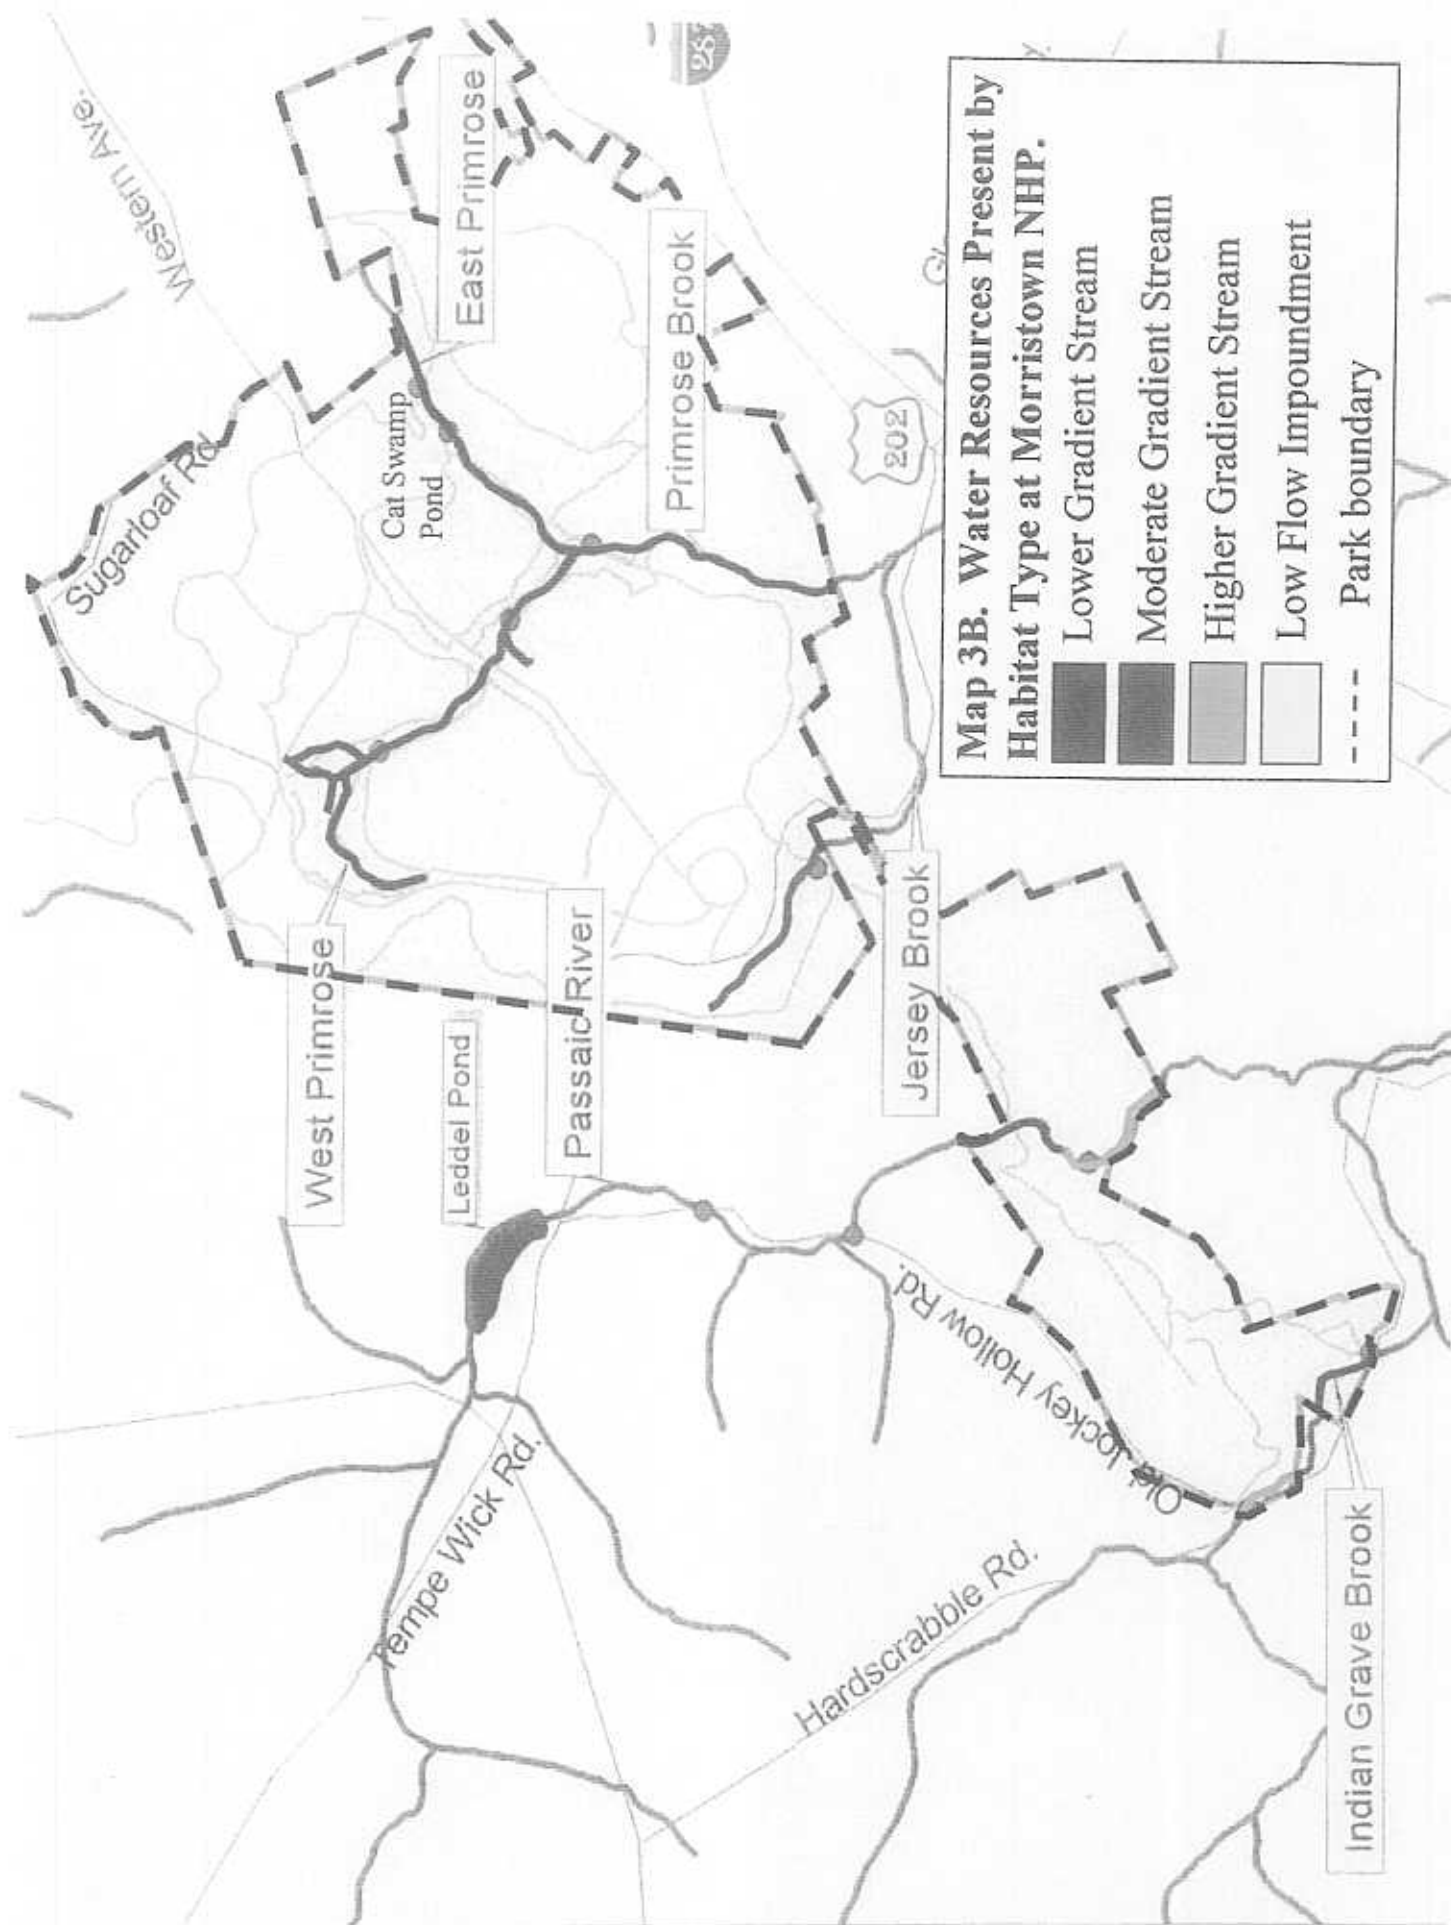 Western Ave.
Sugarloaf Rd.
East Primrose
Cat Swamp
Pond
Primrose Brook
287
202
West Primrose
Leddel Pond
Passaic River
Jersey Brook
Tempe Wick Rd.
Old Jockey Hollow Rd.
Hardscrabble Rd.
Indian Grave Brook
Map 3B. Water Resources Present by
Habitat Type at Morristown NHP.
Lower Gradient Stream
Moderate Gradient Stream
Higher Gradient Stream
Low Flow Impoundment
Park boundary